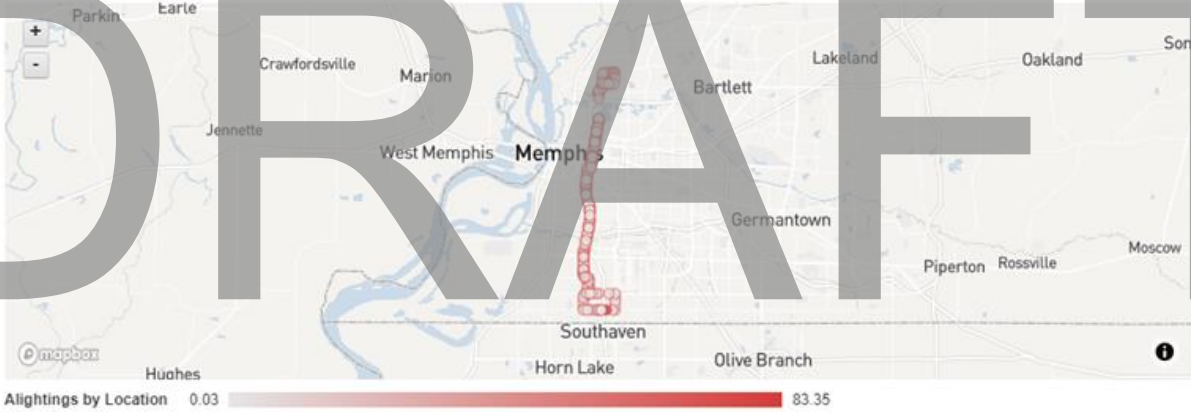 DRAFT
Parkin
Earle
+
-
Crawfordsville
Marion
Lakeland
Oakland
Bartlett
Jennette
West Memphis
Memphis
Germantown
Moscow
Piperton
Rossville
Southaven
mapbox
Horn Lake
Olive Branch
Hughes
Alightings by Location 0.03 83.35